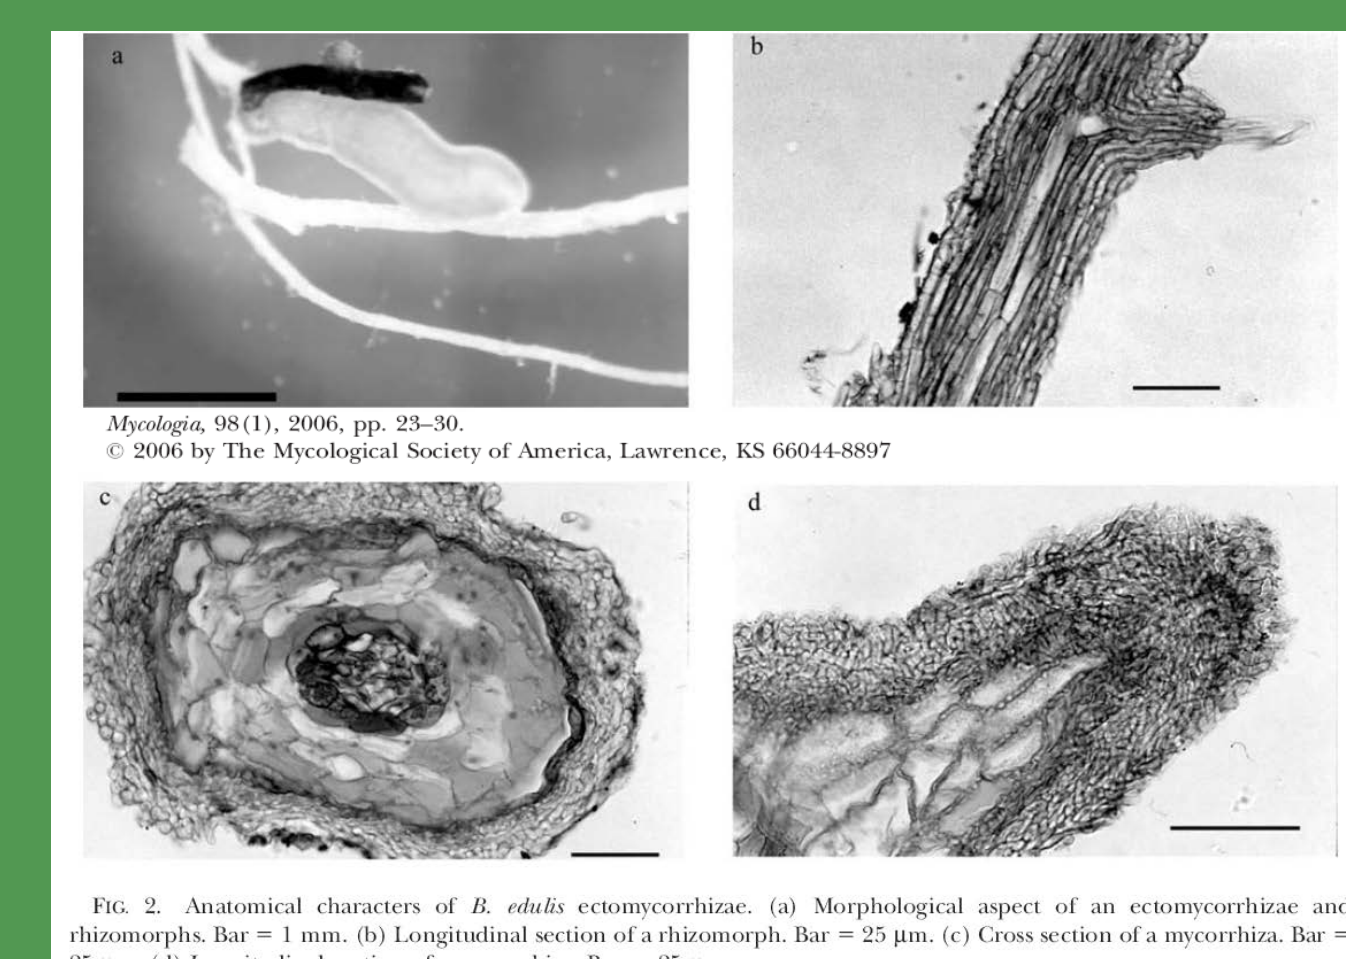 a
b
Mycologia, 98(1), 2006, pp. 23–30.
© 2006 by The Mycological Society of America, Lawrence, KS 66044-8897
c
d
FIG. 2. Anatomical characters of B. edulis ectomycorrhizae. (a) Morphological aspect of an ectomycorrhizae and
rhizomorphs. Bar = 1 mm. (b) Longitudinal section of a rhizomorph. Bar = 25 μm. (c) Cross section of a mycorrhiza. Bar =